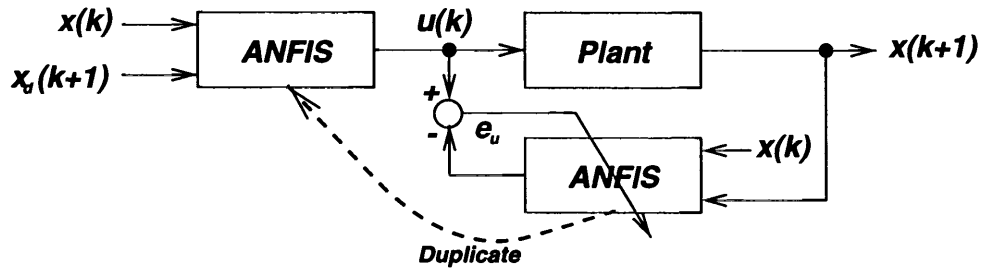 x(k)
ANFIS
u(k)
Plant
x(k+1)
x_d(k+1)
+
-
e_u
x(k)
ANFIS
Duplicate